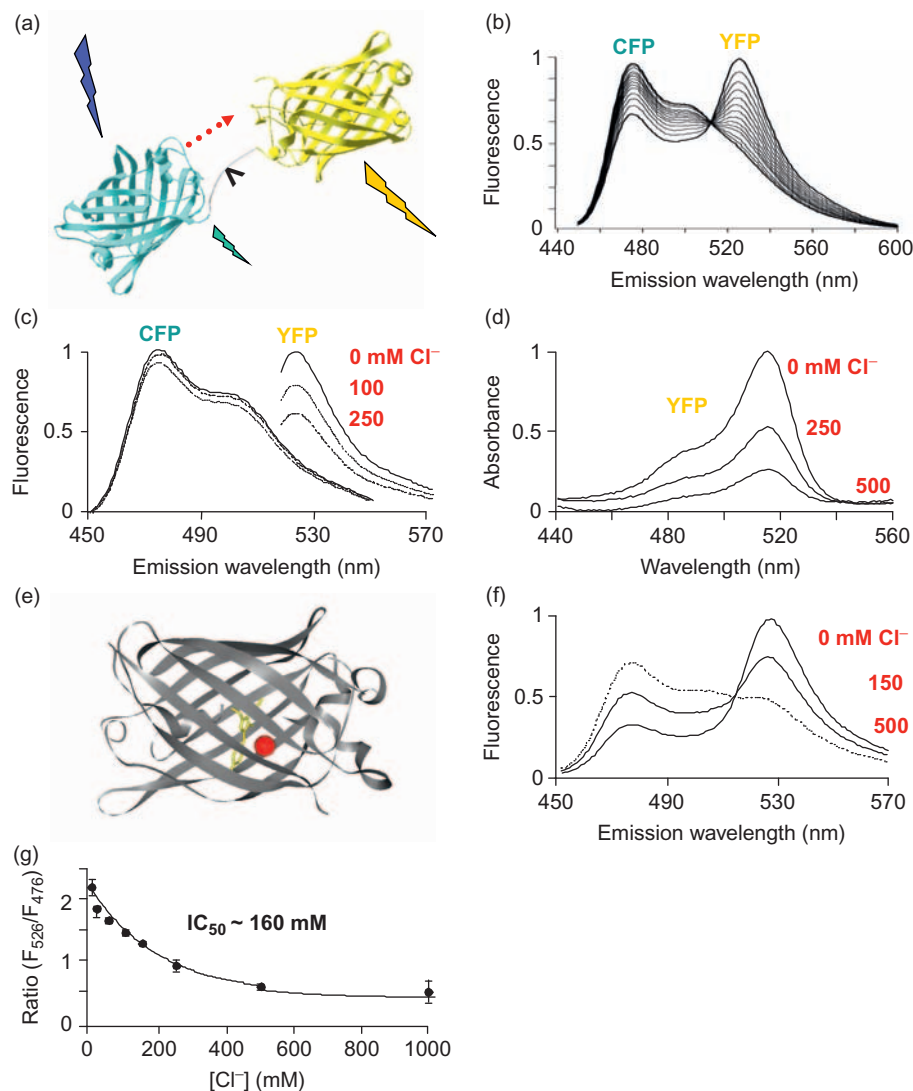 (a)
(b)
CFP
YFP
Fluorescence
1
0.5
0
440
480
520
560
600
Emission wavelength (nm)
(c)
CFP
YFP
0 mM Cl⁻
100
250
Fluorescence
1
0.5
0
450
490
530
570
Emission wavelength (nm)
(d)
YFP
0 mM Cl⁻
250
500
Absorbance
1
0.5
0
440
480
520
560
Wavelength (nm)
(e)
(f)
0 mM Cl⁻
150
500
Fluorescence
1
0.5
0
450
490
530
570
Emission wavelength (nm)
(g)
IC₅₀ ~ 160 mM
Ratio (F₅₂₆/F₄₇₆)
2
1
0
0
200
400
600
800
1000
[Cl⁻] (mM)